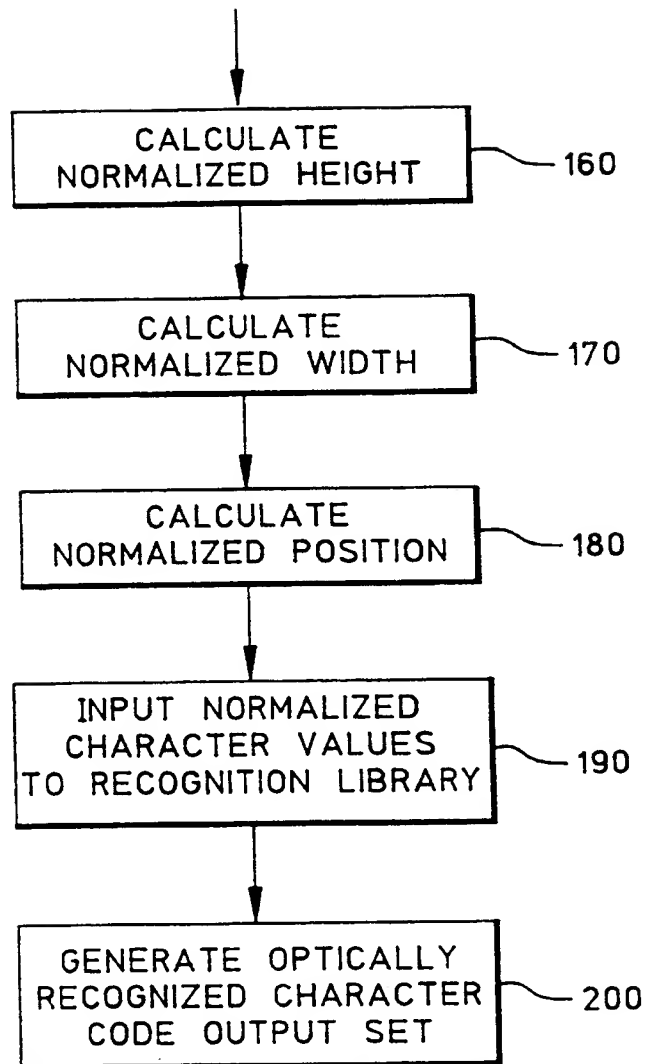 CALCULATE
NORMALIZED HEIGHT
160
CALCULATE
NORMALIZED WIDTH
170
CALCULATE
NORMALIZED POSITION
180
INPUT NORMALIZED
CHARACTER VALUES
TO RECOGNITION LIBRARY
190
GENERATE OPTICALLY
RECOGNIZED CHARACTER
CODE OUTPUT SET
200